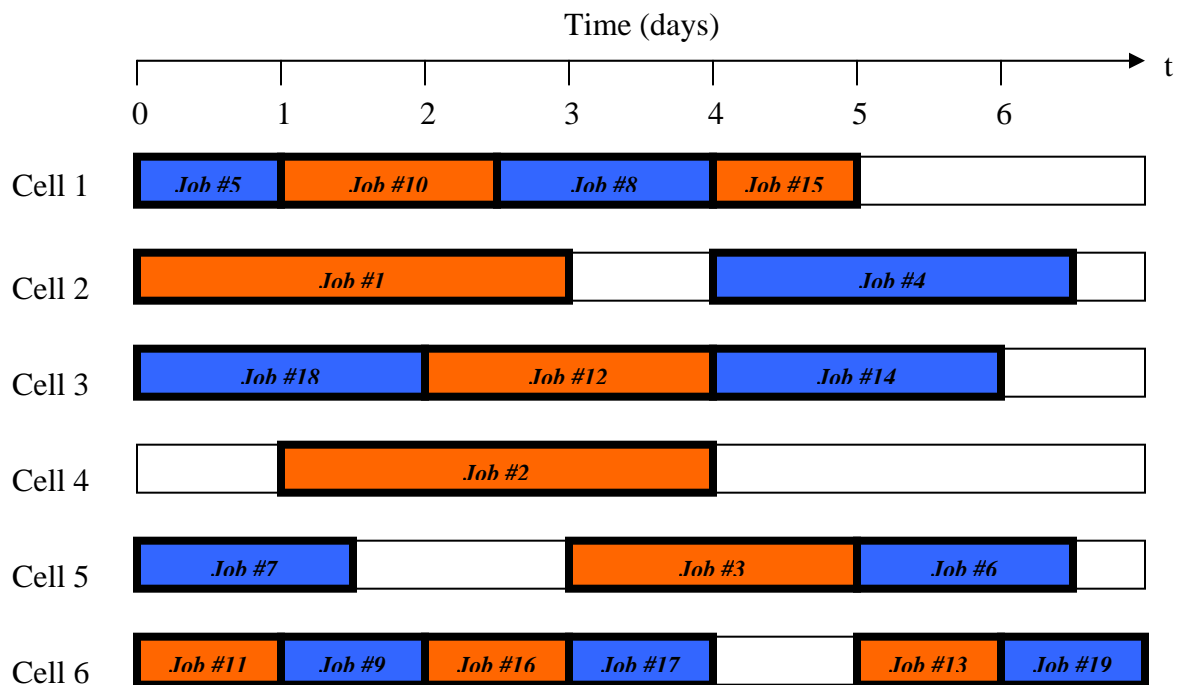 Time (days)
t
0 1 2 3 4 5 6
Cell 1 Job #5 Job #10 Job #8 Job #15
Cell 2 Job #1 Job #4
Cell 3 Job #18 Job #12 Job #14
Cell 4 Job #2
Cell 5 Job #7 Job #3 Job #6
Cell 6 Job #11 Job #9 Job #16 Job #17 Job #13 Job #19